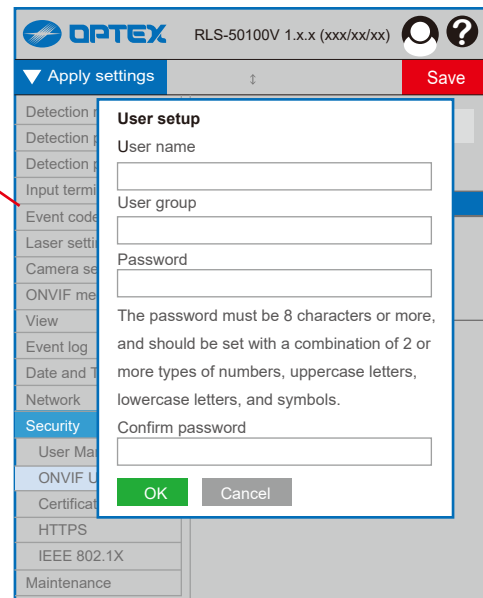 OPTEX RLS-50100V 1.x.x (xxx/xx/xx)
Apply settings
Save
Detection
Detection
Detection
Input termi
Event code
Laser setti
Camera se
ONVIF me
View
Event log
Date and T
Network
Security
User Ma
ONVIF U
Certificat
HTTPS
IEEE 802.1X
Maintenance
User setup
User name
User group
Password
The password must be 8 characters or more,
and should be set with a combination of 2 or
more types of numbers, uppercase letters,
lowercase letters, and symbols.
Confirm password
OK Cancel